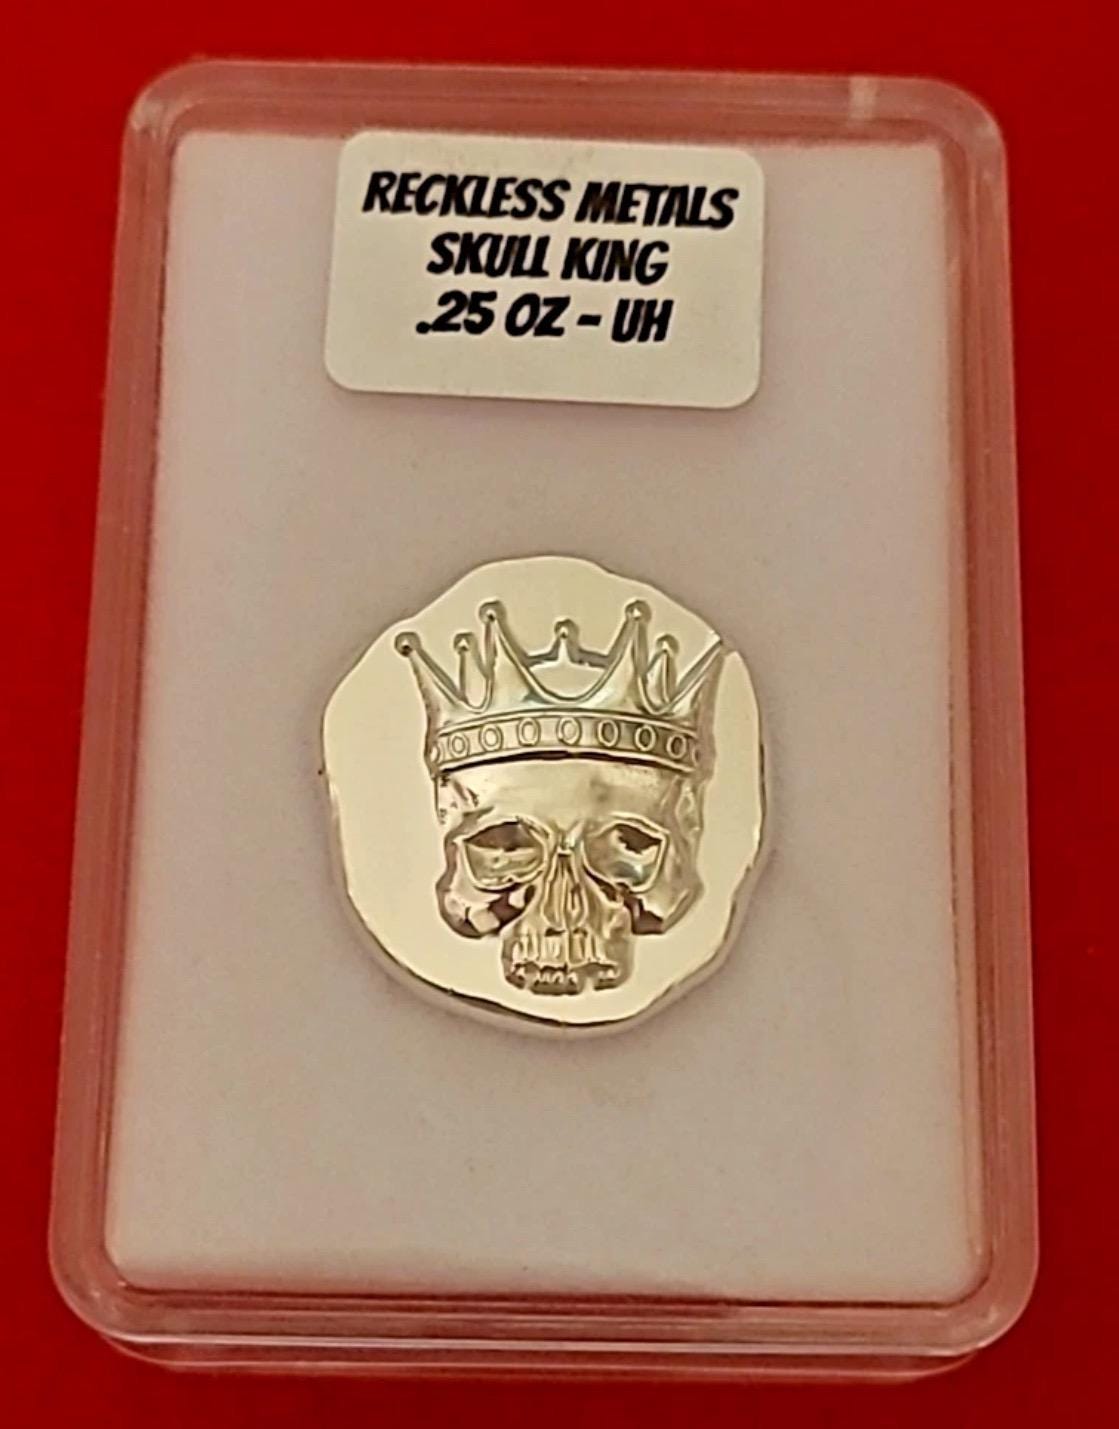 RECKLESS METALS
SKULL KING
.25 OZ - UH